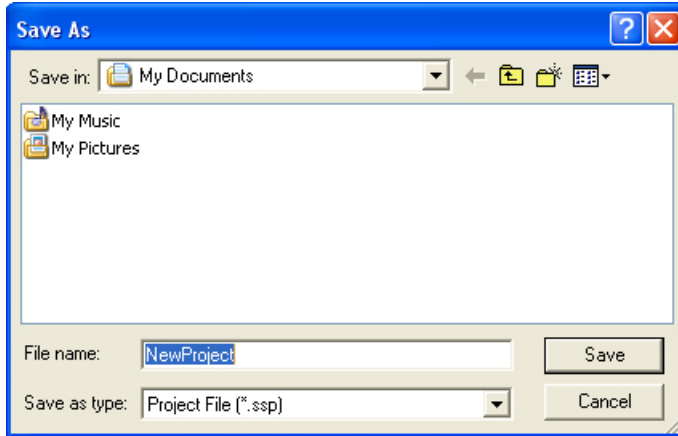 Save As
Save in: My Documents
My Music
My Pictures
File name: NewProject Save
Save as type: Project File (*.ssp) Cancel